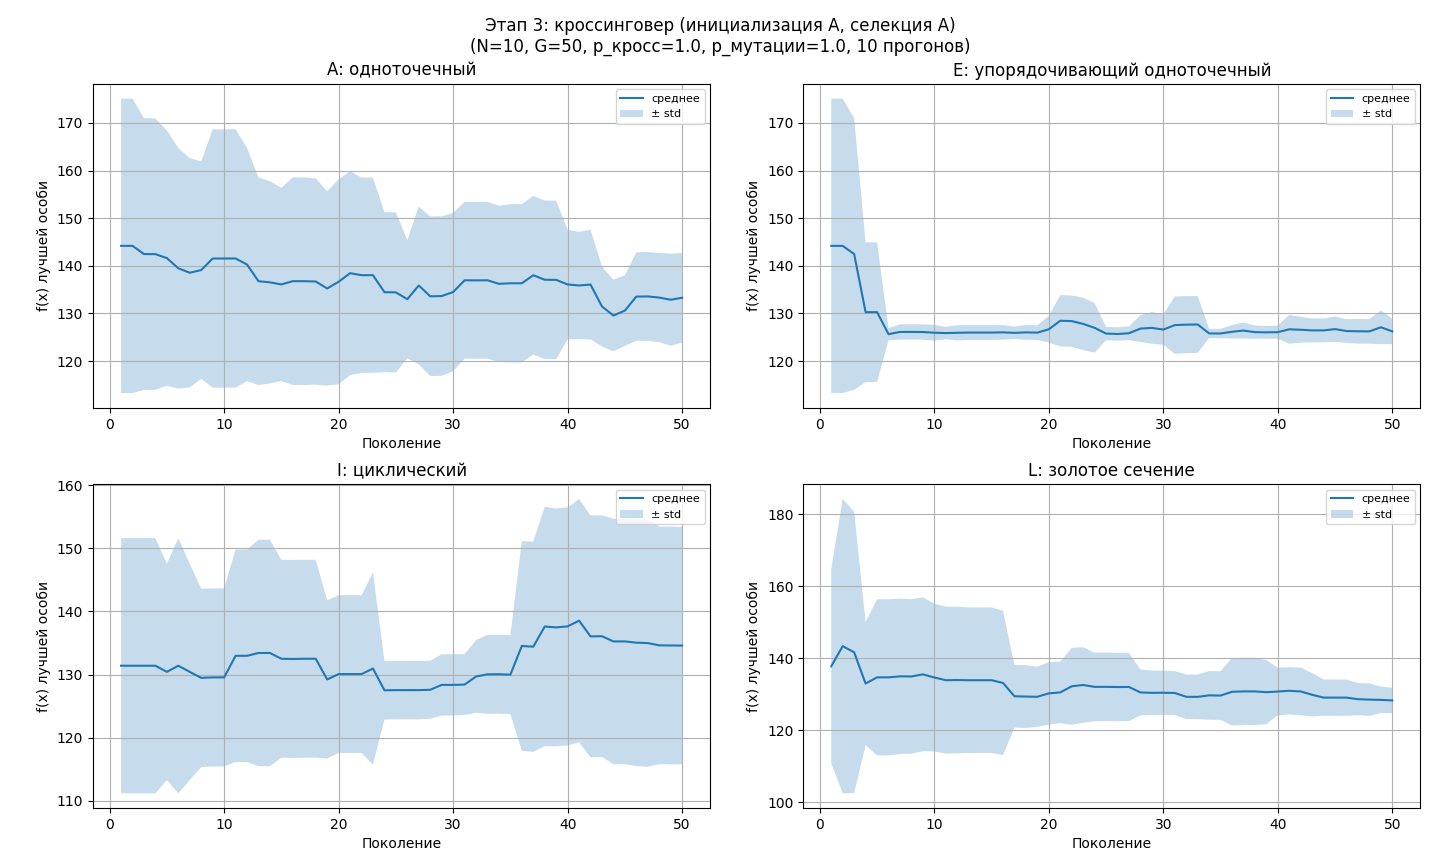 Этап 3: кроссинговер (инициализация A, селекция A)
(N=10, G=50, p_кросс=1.0, p_мутации=1.0, 10 прогонов)
A: одноточечный
170
160
150
140
130
120
f(x) лучшей особи
среднее
± std
0
10
20
30
40
50
Поколение
E: упорядочивающий одноточечный
170
160
150
140
130
120
f(x) лучшей особи
среднее
± std
0
10
20
30
40
50
Поколение
I: циклический
160
150
140
130
120
110
f(x) лучшей особи
среднее
± std
0
10
20
30
40
50
Поколение
L: золотое сечение
180
160
140
120
100
f(x) лучшей особи
среднее
± std
0
10
20
30
40
50
Поколение